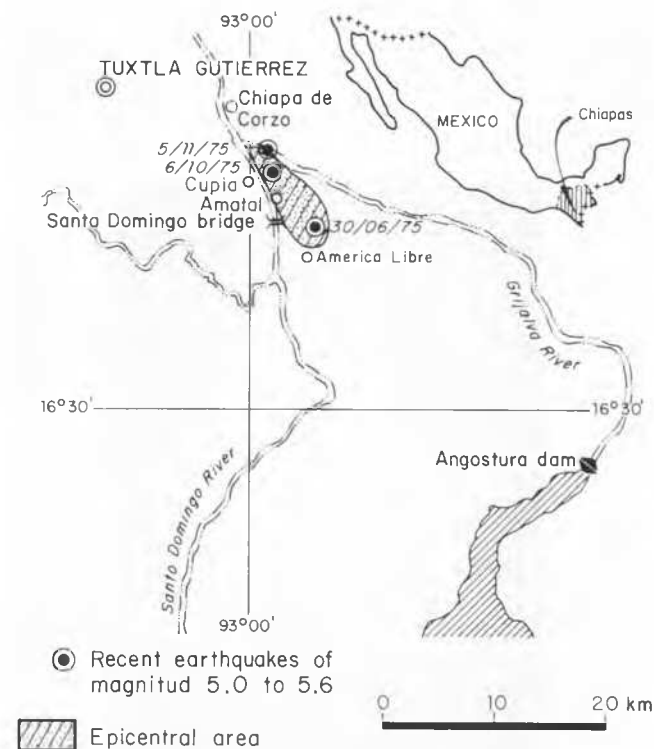 93°00'
TUXTLA GUTIERREZ
Chiapa de
Corzo
MEXICO
Chiapas
5/11/75
6/10/75
Cupia
Amatal
Santa Domingo bridge
30/06/75
America Libre
Grijalva River
16°30'
16°30'
Angostura dam
Santo Domingo River
93°00'
Recent earthquakes of
magnitud 5.0 to 5.6
0 10 20 km
Epicentral area